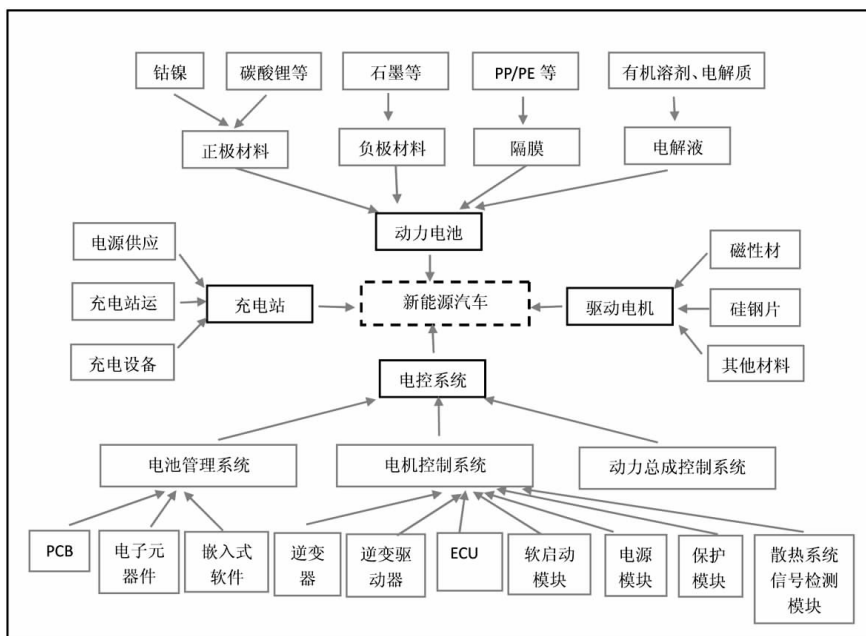 钴镍
碳酸锂等
石墨等
PP/PE 等
有机溶剂、电解质
正极材料
负极材料
隔膜
电解液
动力电池
电源供应
磁性材
充电站运
充电站
新能源汽车
驱动电机
硅钢片
充电设备
其他材料
电控系统
电池管理系统
电机控制系统
动力总成控制系统
PCB
电子元
器件
嵌入式
软件
逆变
器
逆变驱
动器
ECU
软启动
模块
电源
模块
保护
模块
散热系统
信号检测
模块